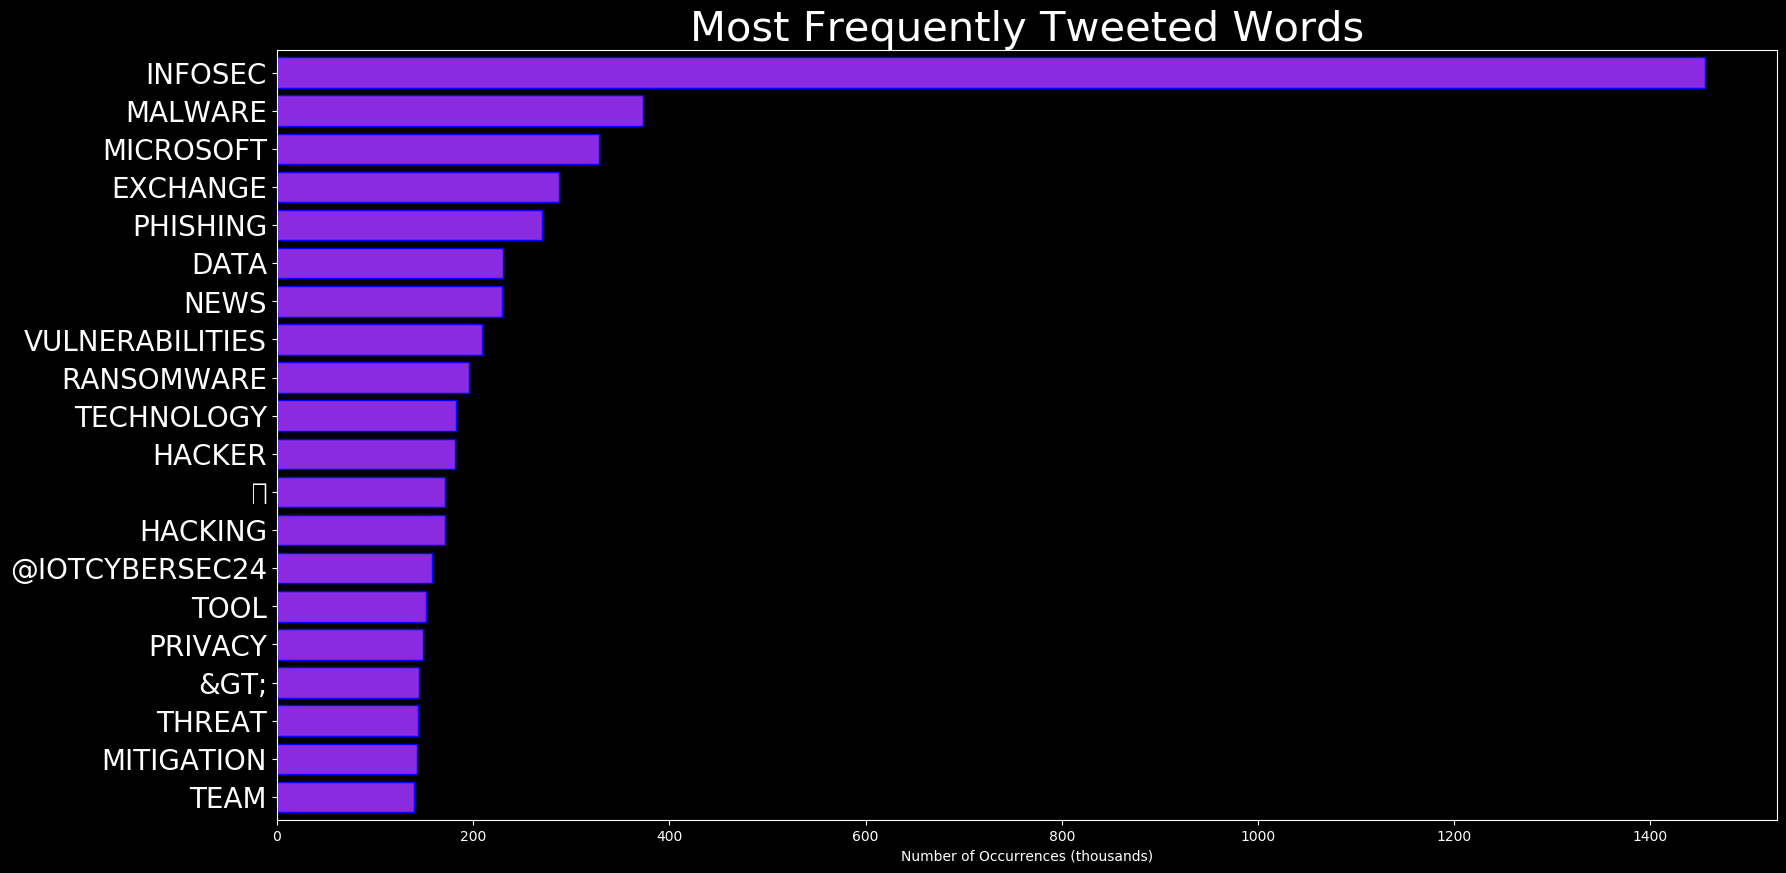 Most Frequently Tweeted Words
INFOSEC
MALWARE
MICROSOFT
EXCHANGE
PHISHING
DATA
NEWS
VULNERABILITIES
RANSOMWARE
TECHNOLOGY
HACKER
HACKING
@IOTCYBERSEC24
TOOL
PRIVACY
&GT;
THREAT
MITIGATION
TEAM
0 200 400 600 800 1000 1200 1400
Number of Occurrences (thousands)